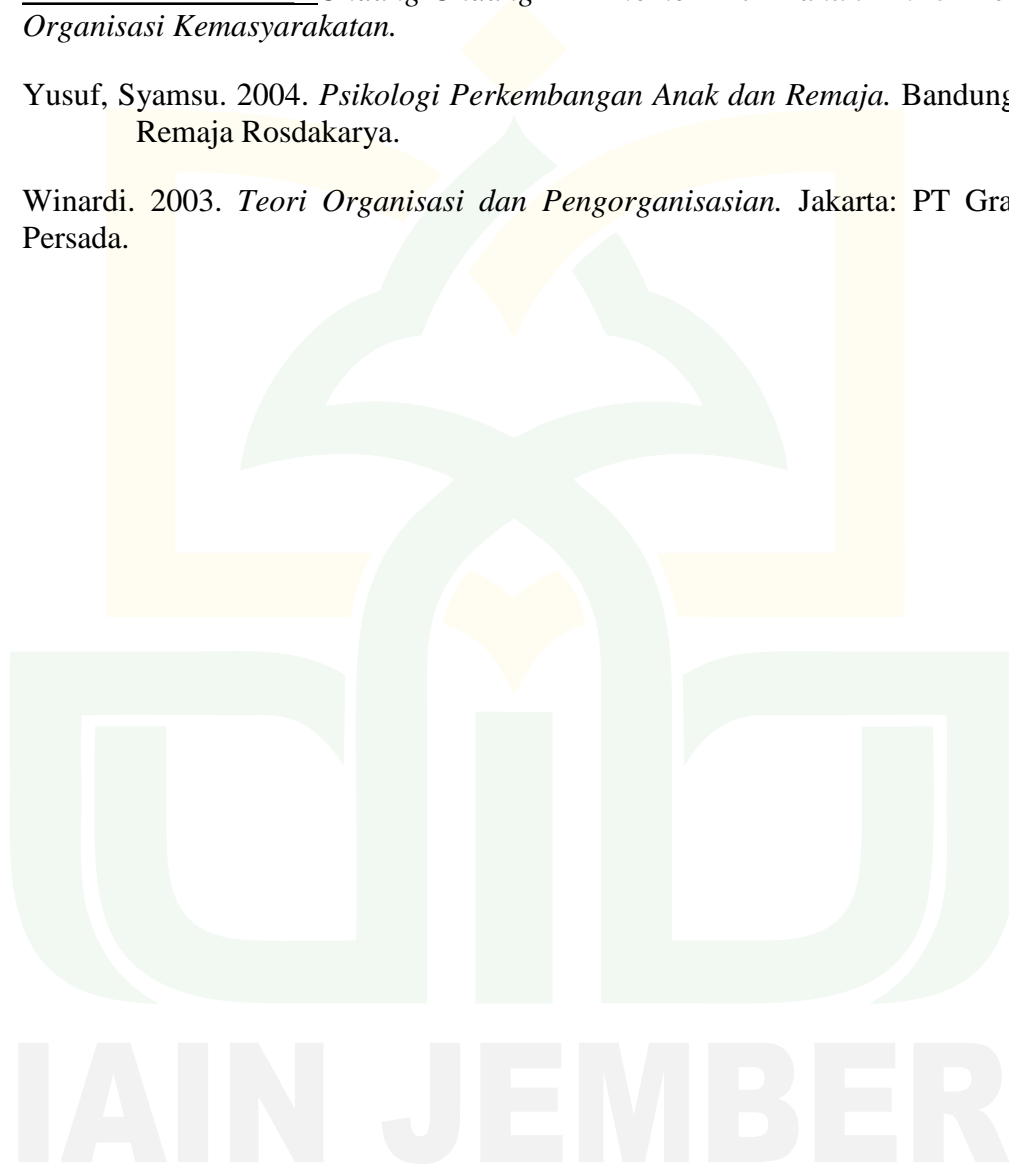 Organisasi Kemasyarakatan.
Yusuf, Syamsu. 2004. Psikologi Perkembangan Anak dan Remaja. Bandung
Remaja Rosdakarya.
Winardi. 2003. Teori Organisasi dan Pengorganisasian. Jakarta: PT Gra
Persada.
IAIN JEMBER